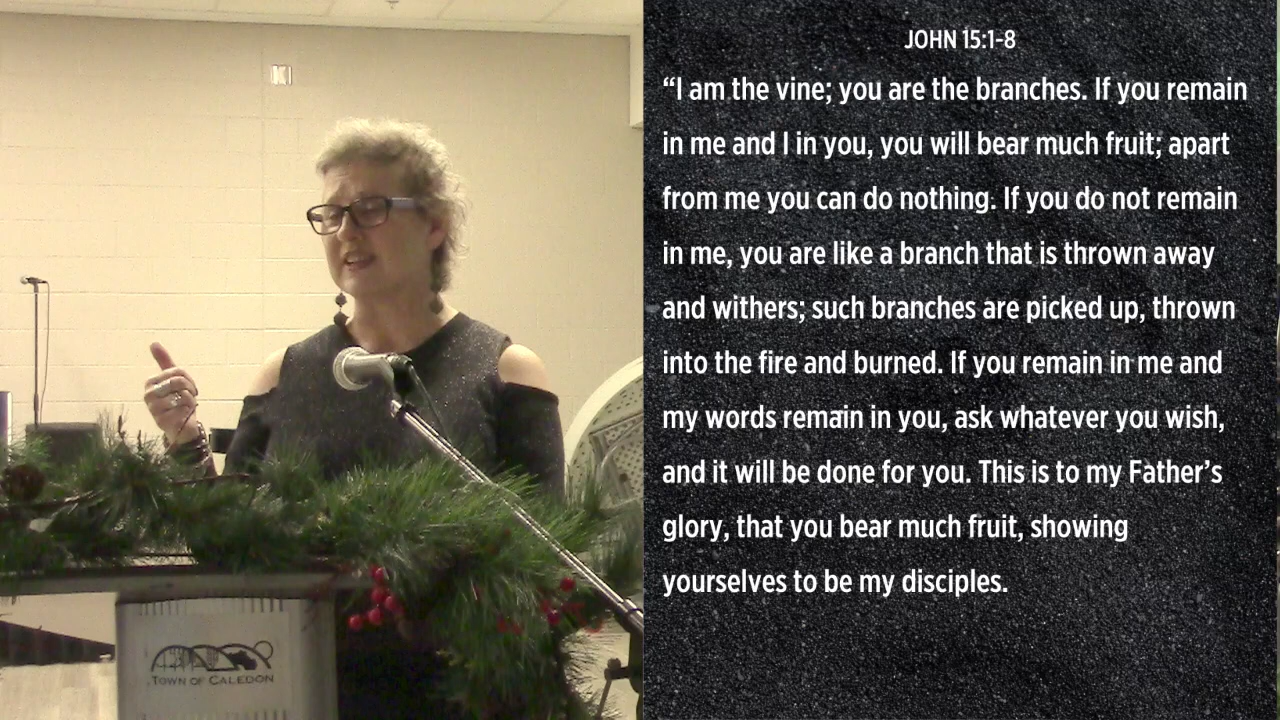 JOHN 15:1-8
“I am the vine; you are the branches. If you remain
in me and I in you, you will bear much fruit; apart
from me you can do nothing. If you do not remain
in me, you are like a branch that is thrown away
and withers; such branches are picked up, thrown
into the fire and burned. If you remain in me and
my words remain in you, ask whatever you wish,
and it will be done for you. This is to my Father’s
glory, that you bear much fruit, showing
yourselves to be my disciples.
TOWN OF CALEDON